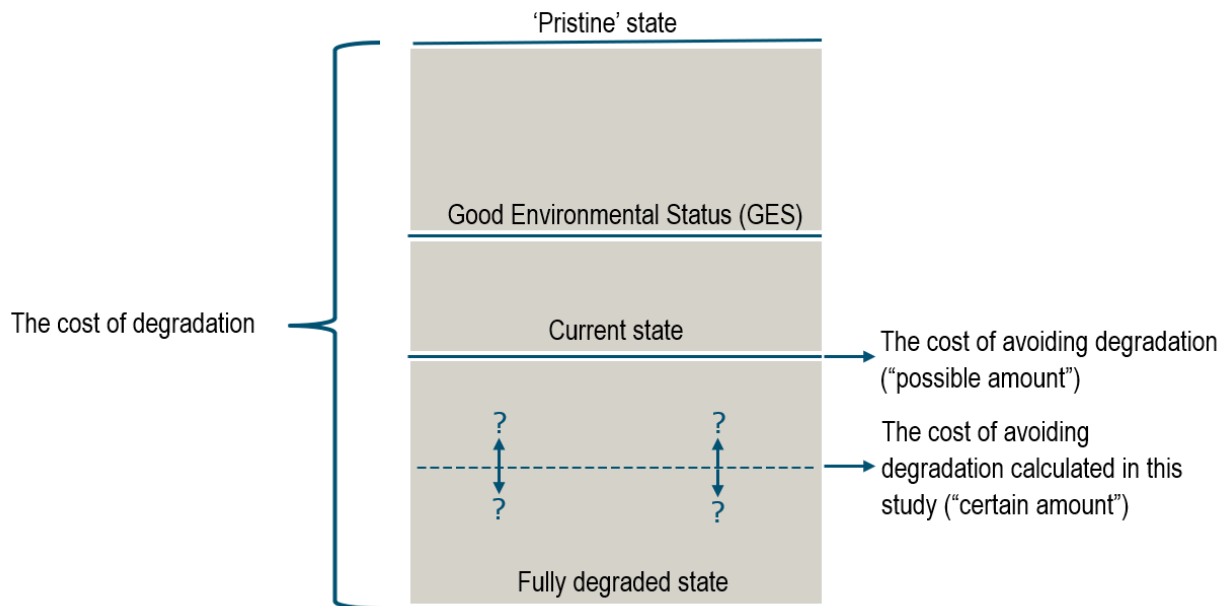 ‘Pristine’ state
Good Environmental Status (GES)
The cost of degradation
Current state
The cost of avoiding degradation
(“possible amount”)
?
?
The cost of avoiding
degradation calculated in this
study (“certain amount”)
?
?
Fully degraded state